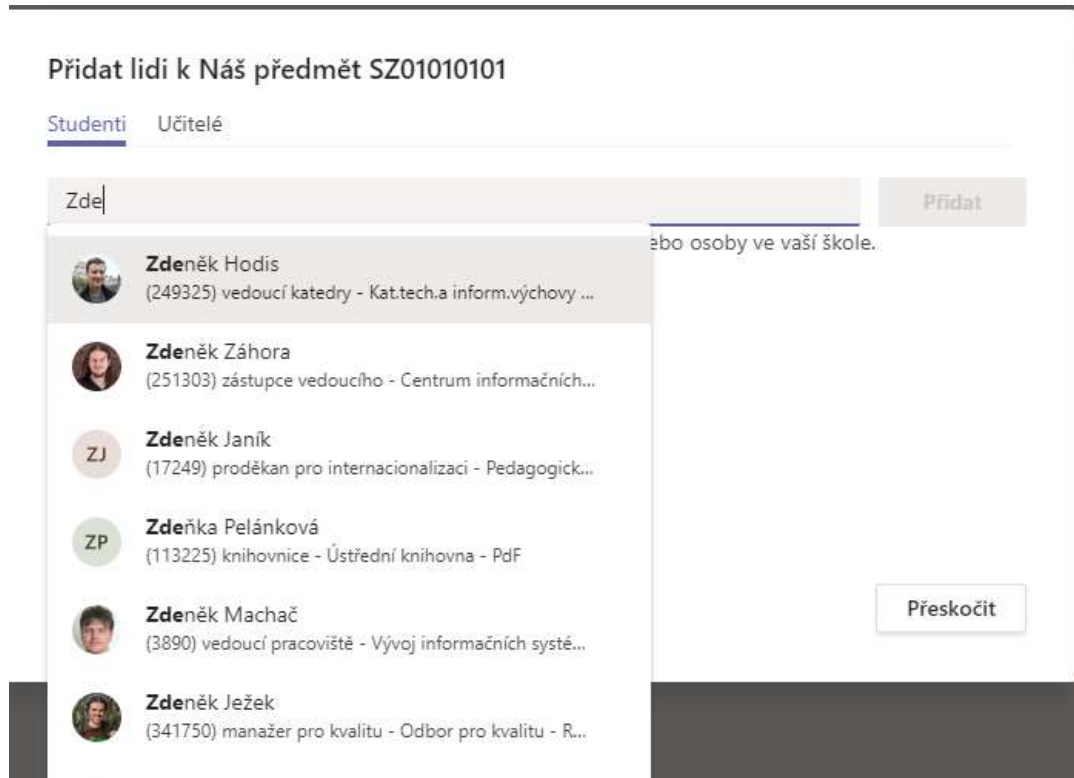 Přidat lidi k Náš předmět SZ01010101
Studenti Učitelé
Zde Přidat
ebo osoby ve vaší škole.
Zdeněk Hodis
(249325) vedoucí katedry - Kat.tech.a inform.výchovy ...
Zdeněk Záhora
(251303) zástupce vedoucího - Centrum informačních...
ZJ
Zdeněk Janík
(17249) proděkan pro internacionalizaci - Pedagogick...
ZP
Zdeňka Pelánková
(113225) knihovnice - Ústřední knihovna - PdF
Zdeněk Machač
(3890) vedoucí pracoviště - Vývoj informačních systé...
Přeskočit
Zdeněk Ježek
(341750) manažer pro kvalitu - Odbor pro kvalitu - R...